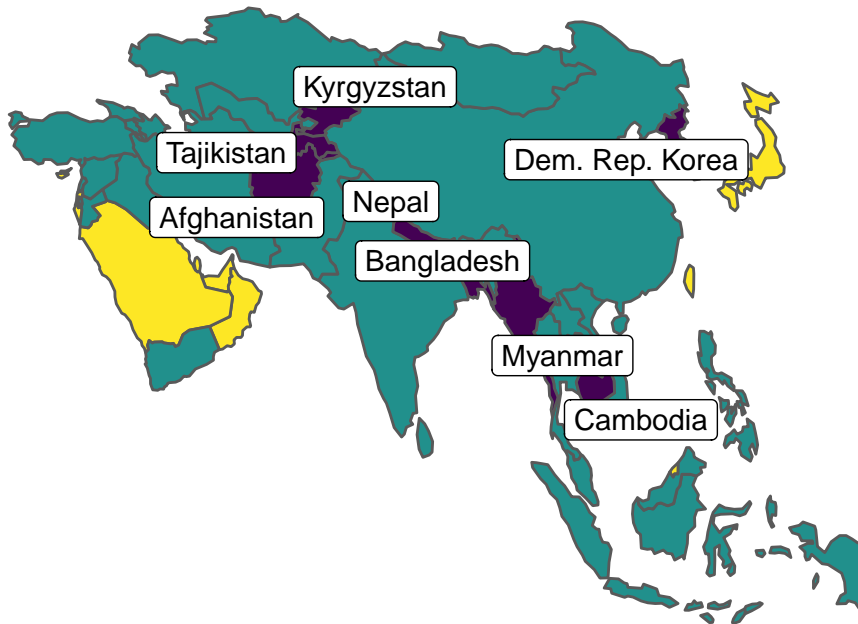 Kyrgyzstan
Tajikistan
Dem. Rep. Korea
Afghanistan
Nepal
Bangladesh
Myanmar
Cambodia